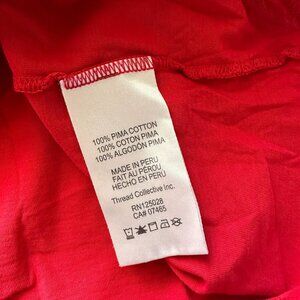 100% PIMA COTTON
100% COTON PIMA
100% ALGODÓN PIMA
MADE IN PERU
FAIT AU PÉROU
HECHO EN PERU
Thread Collective Inc.
RN125028
CA# 07465